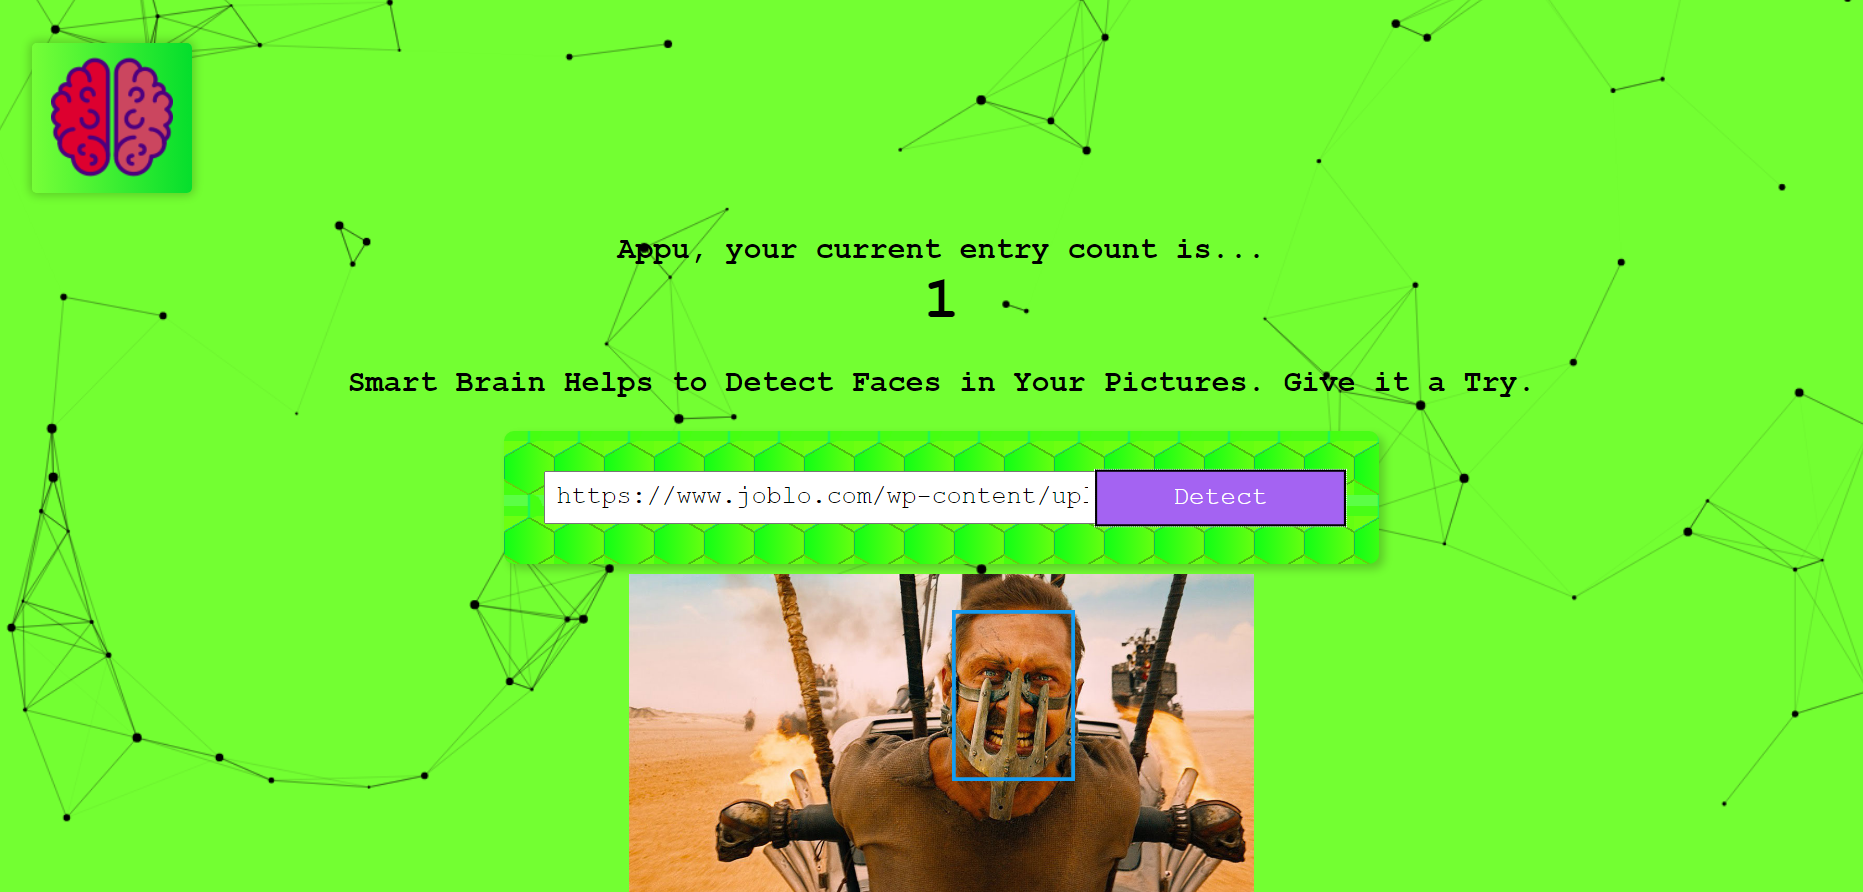 Appu, your current entry count is...
1
Smart Brain Helps to Detect Faces in Your Pictures. Give it a Try.
https://www.joblo.com/wp-content/upl
Detect